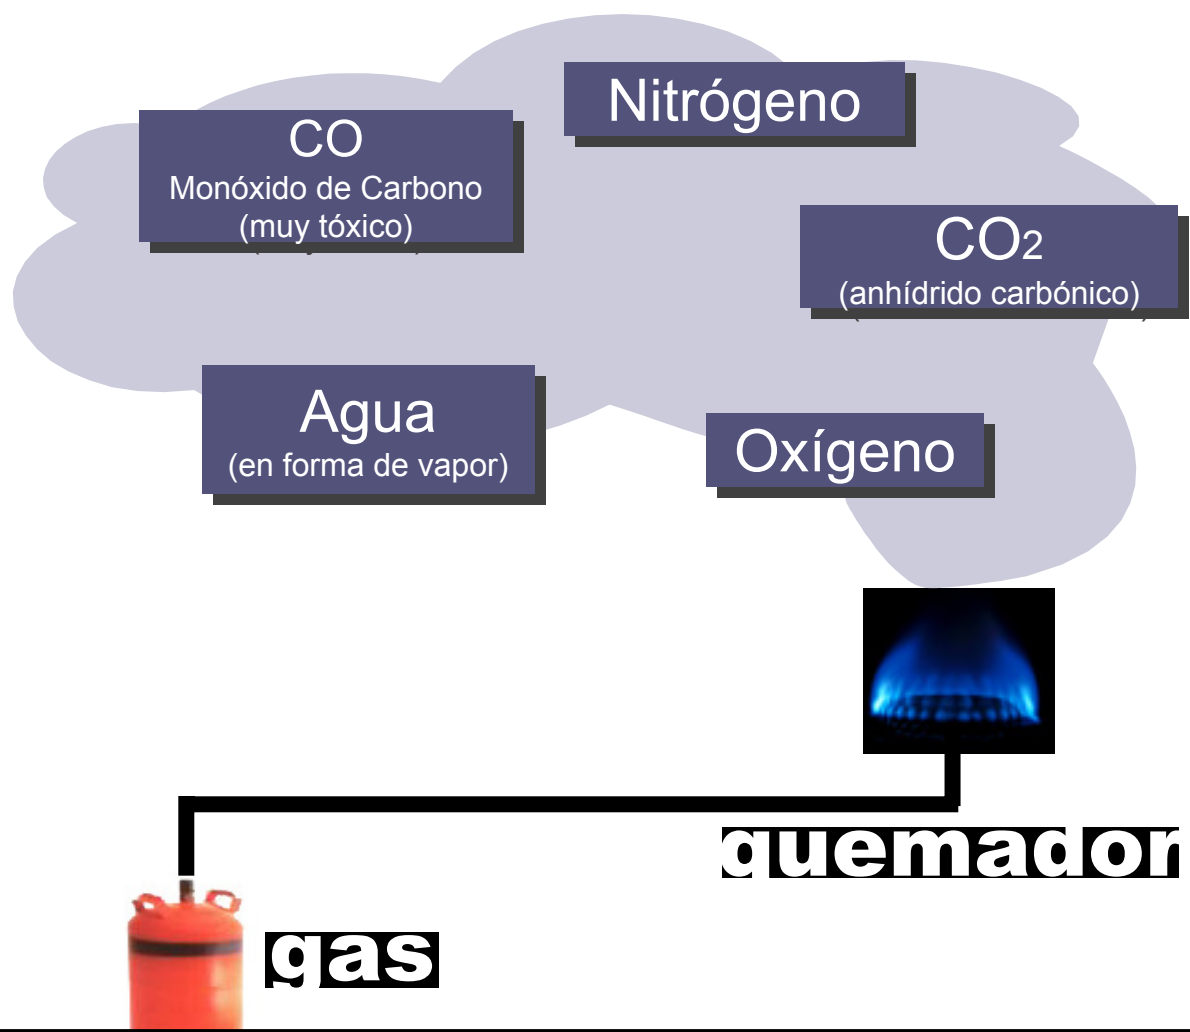 Nitrógeno
CO
Monóxido de Carbono
(muy tóxico)
CO2
(anhídrido carbónico)
Agua
(en forma de vapor)
Oxígeno
quemador
gas